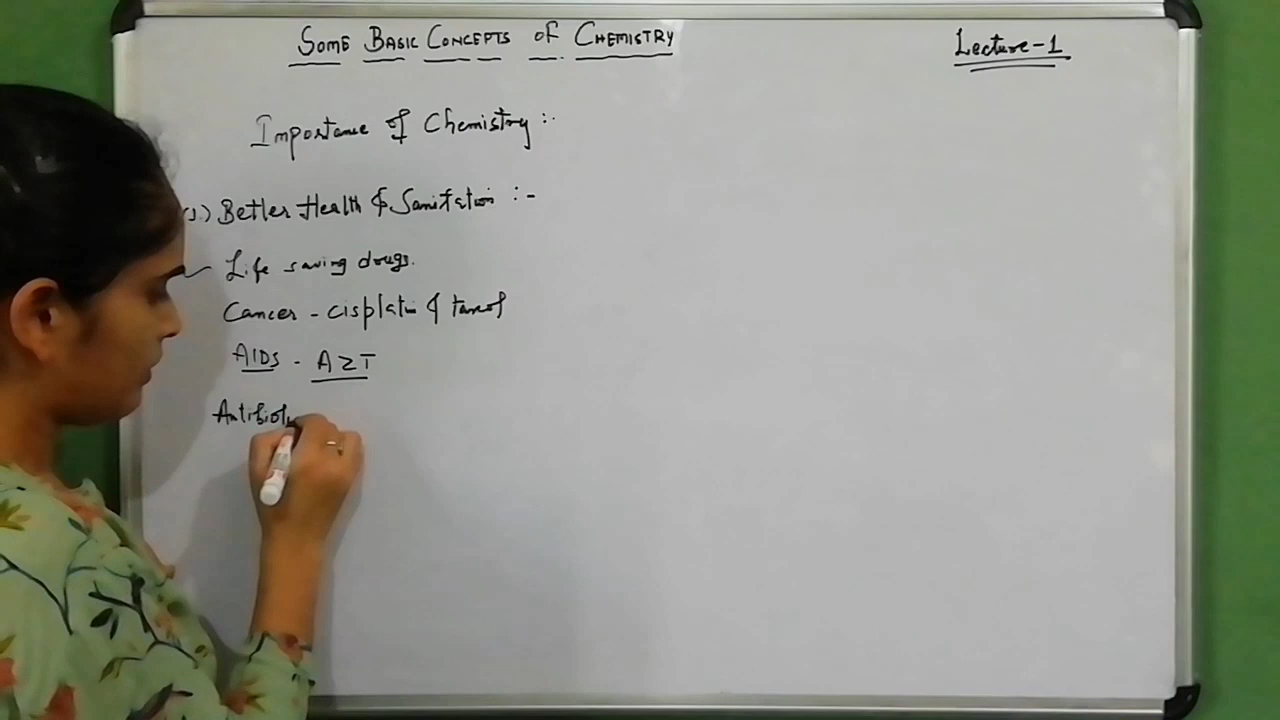 SOME BASIC CONCEPTS OF CHEMISTRY
Lecture-1
Importance of Chemistry :-
(1.) Better Health & Sanitation :-
Life saving drugs.
Cancer - cisplatin & taxol
AIDS - AZT
Antibiot